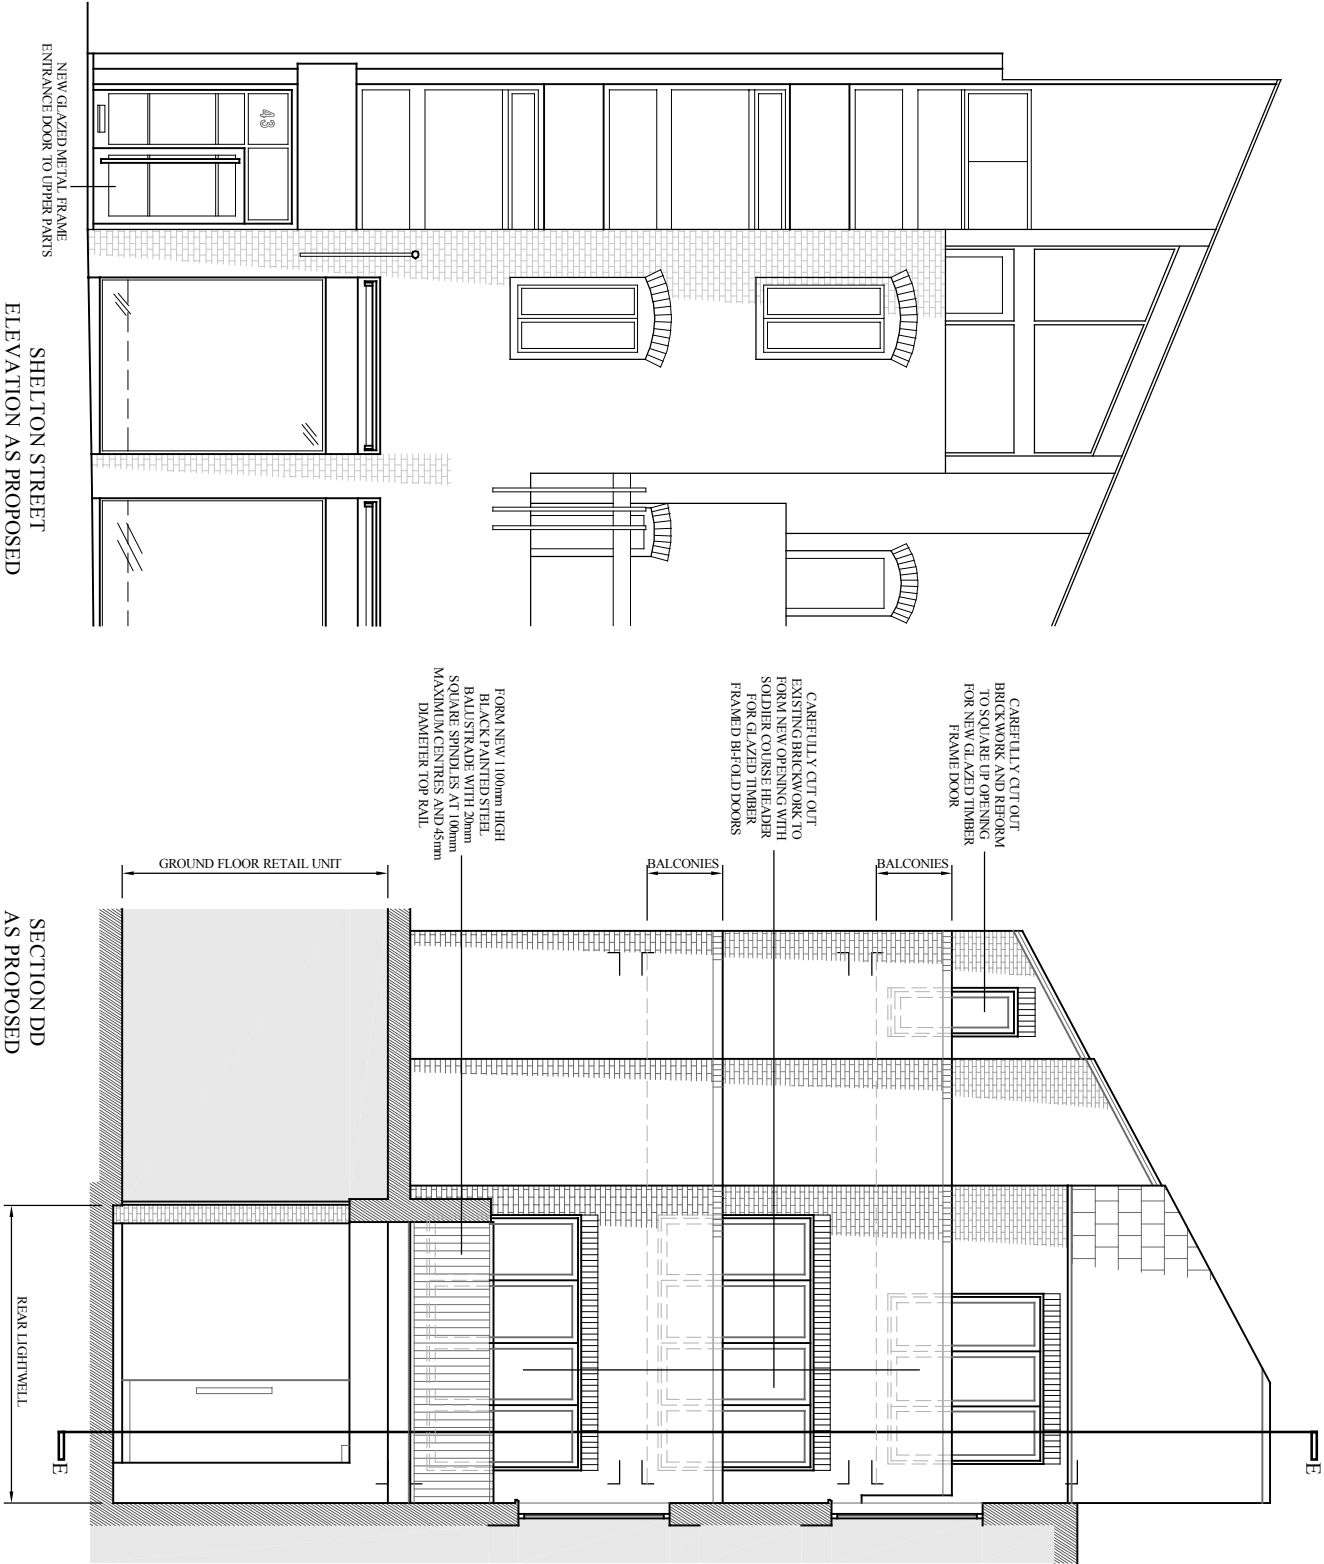 43
NEW GLAZED METAL FRAME
ENTRANCE DOOR TO UPPER PARTS
SHELTON STREET
ELEVATION AS PROPOSED
CAREFULLY CUT OUT
BRICKWORK AND REFORM
TO SQUARE UP OPENING
FOR NEW GLAZED TIMBER
FRAME DOOR
CAREFULLY CUT OUT
EXISTING BRICKWORK TO
FORM NEW OPENING WITH
SOLDIER COURSE HEADER
FOR GLAZED TIMBER
FRAMED BI-FOLD DOORS
FORM NEW 1100mm HIGH
BLACK PAINTED STEEL
BALUSTRADE WITH 20mm
SQUARE SPINDLES AT 100mm
MAXIMUM CENTRES AND 45mm
DIAMETER TOP RAIL
BALCONIES
BALCONIES
GROUND FLOOR RETAIL UNIT
REAR LIGHTWELL
E
E
SECTION DD
AS PROPOSED